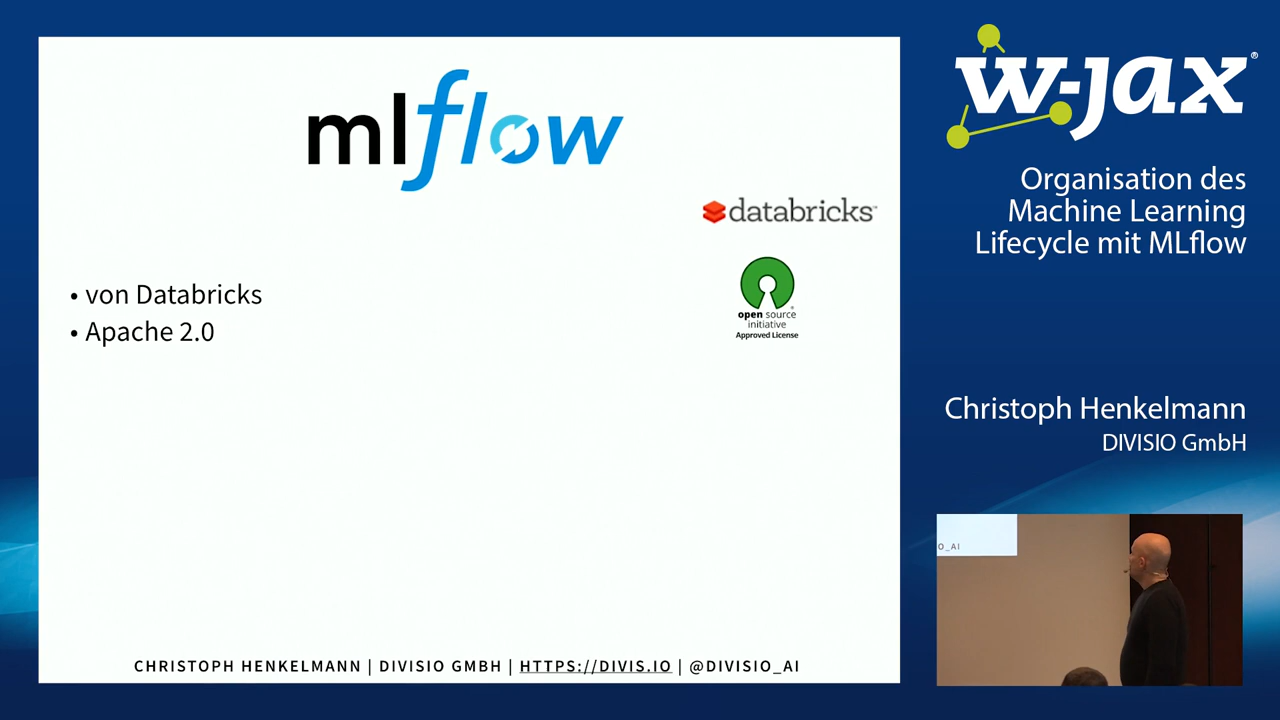 mlflow
databricks™
• von Databricks
• Apache 2.0
open source
initiative
Approved License
CHRISTOPH HENKELMANN | DIVISIO GMBH | HTTPS://DIVIS.IO | @DIVISIO_AI
w-jax®
Organisation des
Machine Learning
Lifecycle mit MLflow
Christoph Henkelmann
DIVISIO GmbH
O_AI